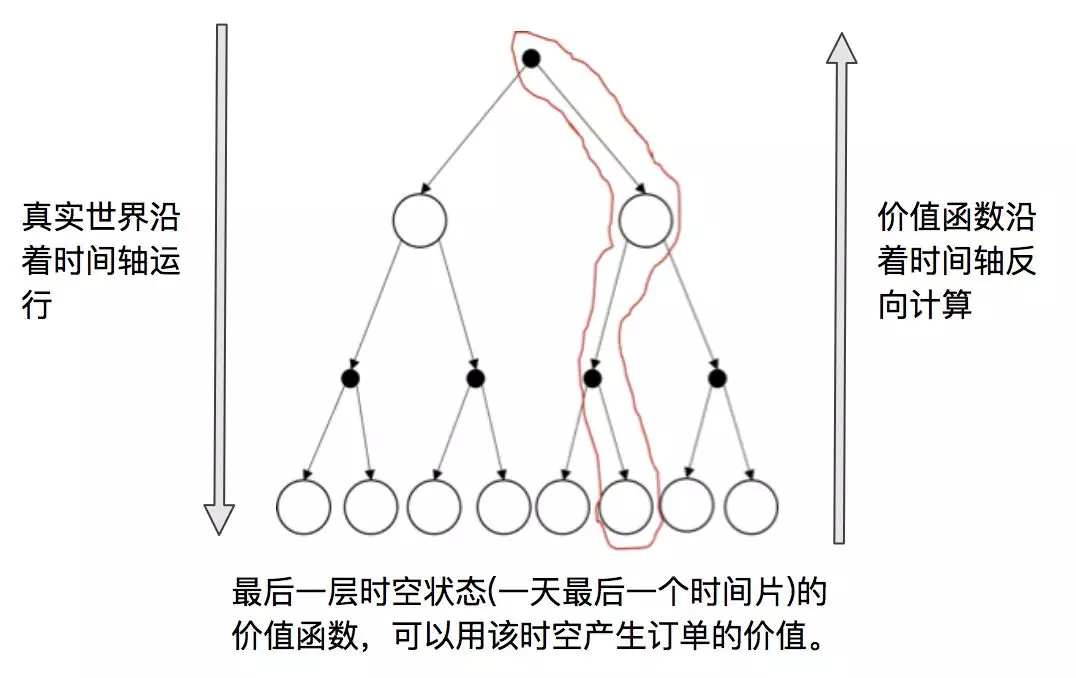 真实世界沿
着时间轴运
行
价值函数沿
着时间轴反
向计算
最后一层时空状态(一天最后一个时间片)的
价值函数，可以用该时空产生订单的价值。